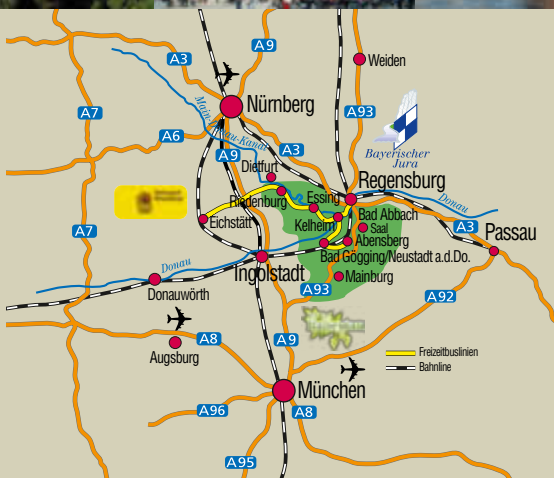 A9
A3
Weiden
A7
Nürnberg
A93
Main-Donau-Kanal
A6
A3
Bayerischer
Jura
A9
Dietfurt
Regensburg
Riedenburg
Essing
Donau
Eichstätt
Kelheim
Bad Abbach
Saal
A3
A7
Abensberg
Passau
Bad Gögging/Neustadt a.d.Do.
Donau
Ingolstadt
Mainburg
Donauwörth
A93
A92
A8
A9
Augsburg
Freizeitbuslinien
Bahnline
München
A96
A8
A95